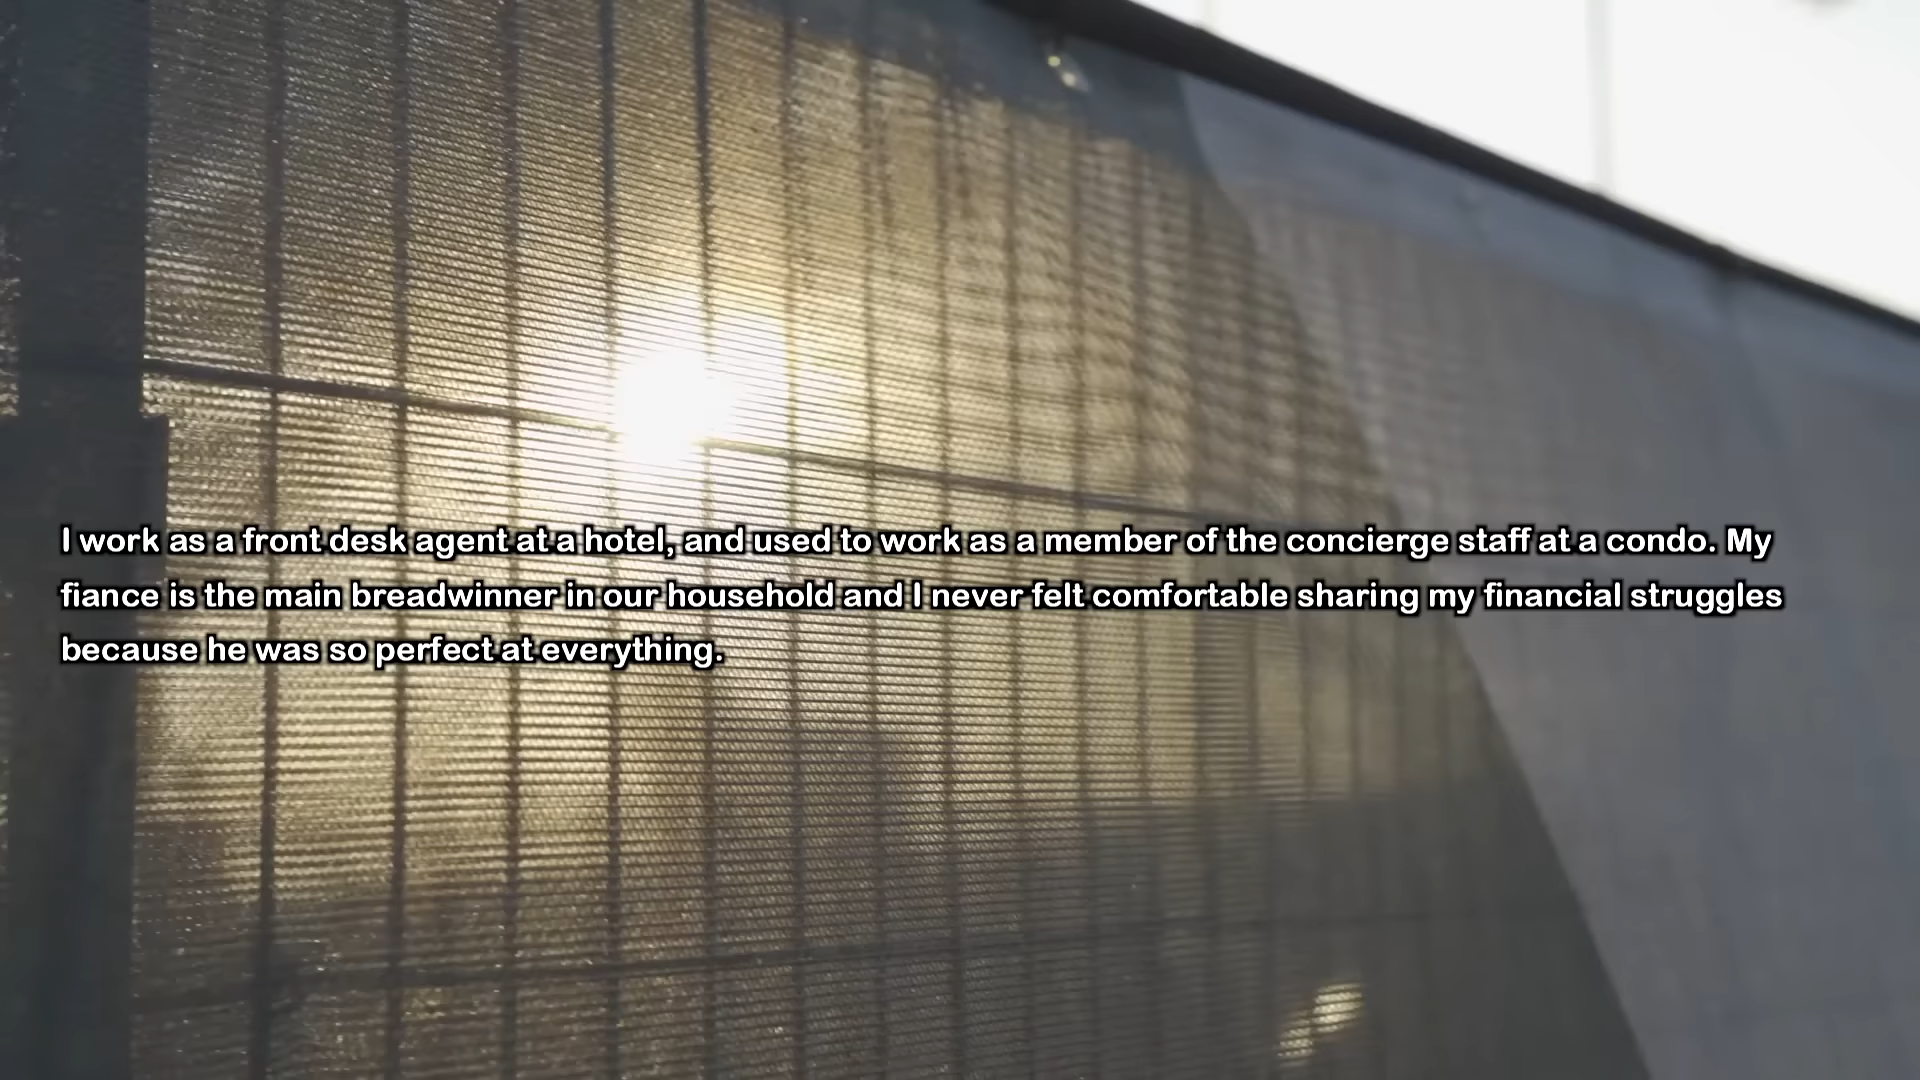 I work as a front desk agent at a hotel, and used to work as a member of the concierge staff at a condo. My
fiance is the main breadwinner in our household and I never felt comfortable sharing my financial struggles
because he was so perfect at everything.